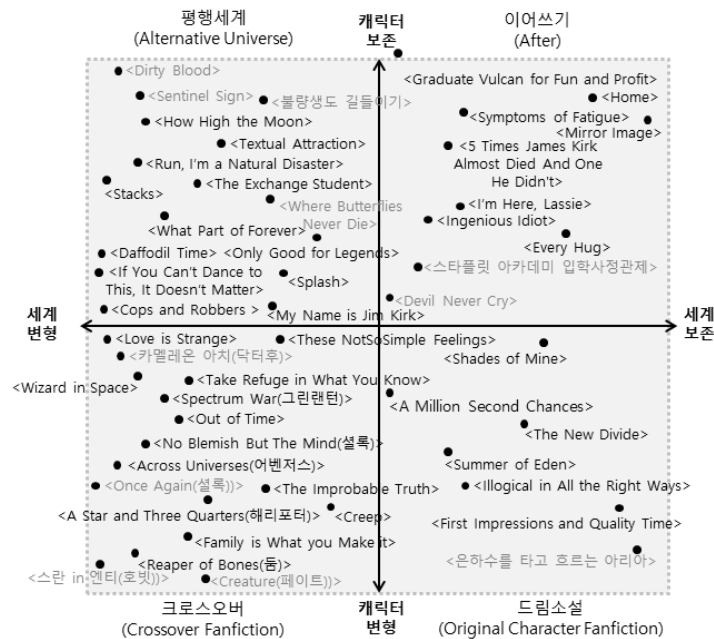 평행세계
(Alternative Universe)
캐릭터
보존
이어쓰기
(After)
<Dirty Blood>
<Graduate Vulcan for Fun and Profit>
<Sentinel Sign>
<불량생도 길들이기>
<Home>
<How High the Moon>
<Symptoms of Fatigue>
<Mirror Image>
<Textual Attraction>
<5 Times James Kirk
Almost Died And One
He Didn't>
<Run, I'm a Natural Disaster>
<Stacks>
<The Exchange Student>
<Where Butterflies
Never Die>
<I'm Here, Lassie>
<What Part of Forever>
<Ingenious Idiot>
<Every Hug>
<Daffodil Time>
<Only Good for Legends>
<If You Can't Dance to
This, It Doesn't Matter>
<Splash>
<스타플릿 아카데미 입학사정관제>
<Devil Never Cry>
<Cops and Robbers >
<My Name is Jim Kirk>
세계
변형
세계
보존
<Love is Strange>
<These NotSoSimple Feelings>
<카멜레온 아치(닥터후)>
<Shades of Mine>
<Wizard in Space>
<Take Refuge in What You Know>
<Spectrum War(그린랜턴)>
<A Million Second Chances>
<Out of Time>
<The New Divide>
<No Blemish But The Mind(셜록)>
<Across Universes(어벤저스)>
<Summer of Eden>
<Once Again(셜록))>
<The Improbable Truth>
<Illogical in All the Right Ways>
<A Star and Three Quarters(해리포터)>
<Creep>
<First Impressions and Quality Time>
<Family is What you Make it>
<Reaper of Bones(둠)>
<은하수를 타고 흐르는 아리아>
<스란 in 엔티(호빗))>
<Creature(페이트))>
크로스오버
(Crossover Fanfiction)
캐릭터
변형
드림소설
(Original Character Fanfiction)